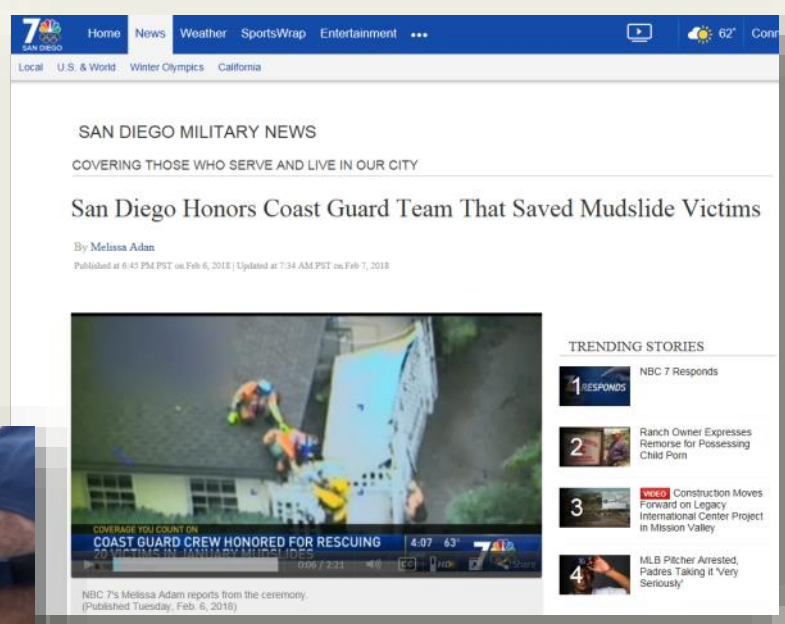 7
SAN DIEGO
Home News Weather SportsWrap Entertainment •••
62°
Local U.S. & World Winter Olympics California
SAN DIEGO MILITARY NEWS
COVERING THOSE WHO SERVE AND LIVE IN OUR CITY
San Diego Honors Coast Guard Team That Saved Mudslide Victims
By Melissa Adan
Published at 6:45 PM PST on Feb 6, 2018 | Updated at 7:34 AM PST on Feb 7, 2018
COVERAGE YOU COUNT ON
COAST GUARD CREW HONORED FOR RESCUING
20 VICTIMS IN JANUARY MUDSLIDES
4:07 63°
7
0:06 / 2:21
CC
HD
Share
NBC 7's Melissa Adam reports from the ceremony.
(Published Tuesday, Feb. 6, 2018)
TRENDING STORIES
1
RESPONDS
NBC 7 Responds
2
Ranch Owner Expresses
Remorse for Possessing
Child Porn
3
VIDEO Construction Moves
Forward on Legacy
International Center Project
in Mission Valley
4
MLB Pitcher Arrested,
Padres Taking it 'Very
Seriously'